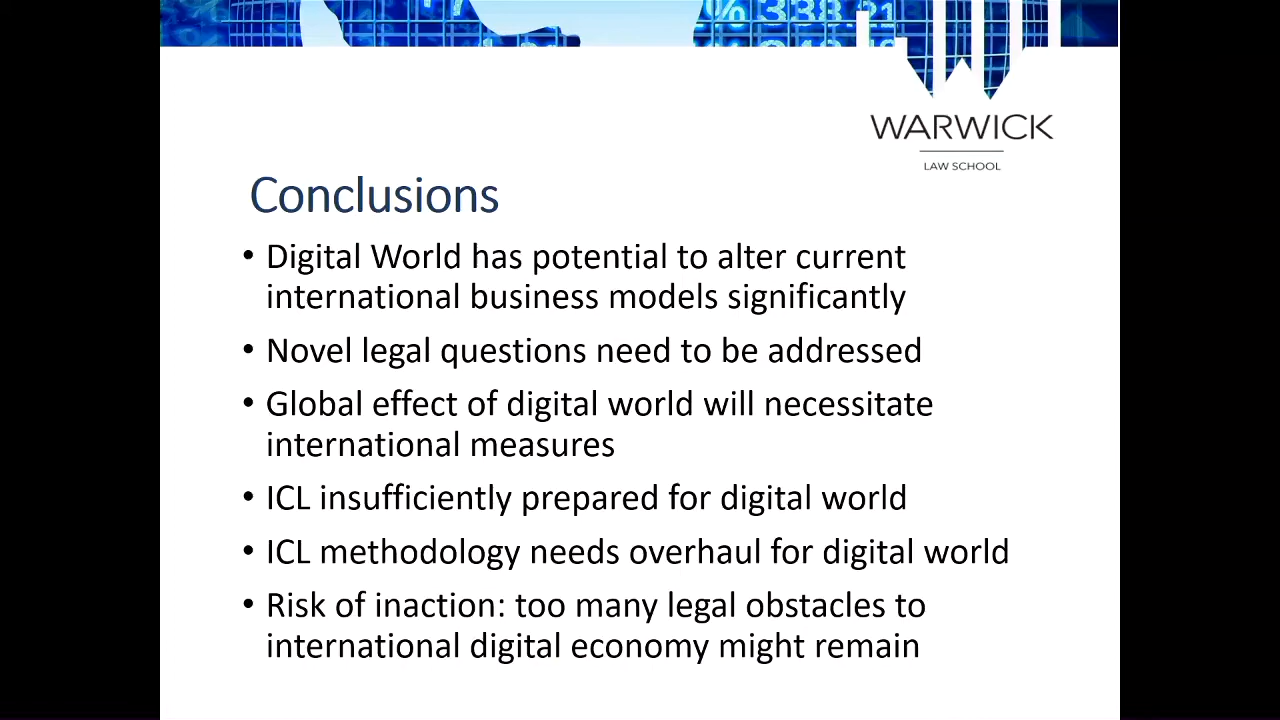 % 338.21
WARWICK
LAW SCHOOL
Conclusions
• Digital World has potential to alter current
international business models significantly
• Novel legal questions need to be addressed
• Global effect of digital world will necessitate
international measures
• ICL insufficiently prepared for digital world
• ICL methodology needs overhaul for digital world
• Risk of inaction: too many legal obstacles to
international digital economy might remain